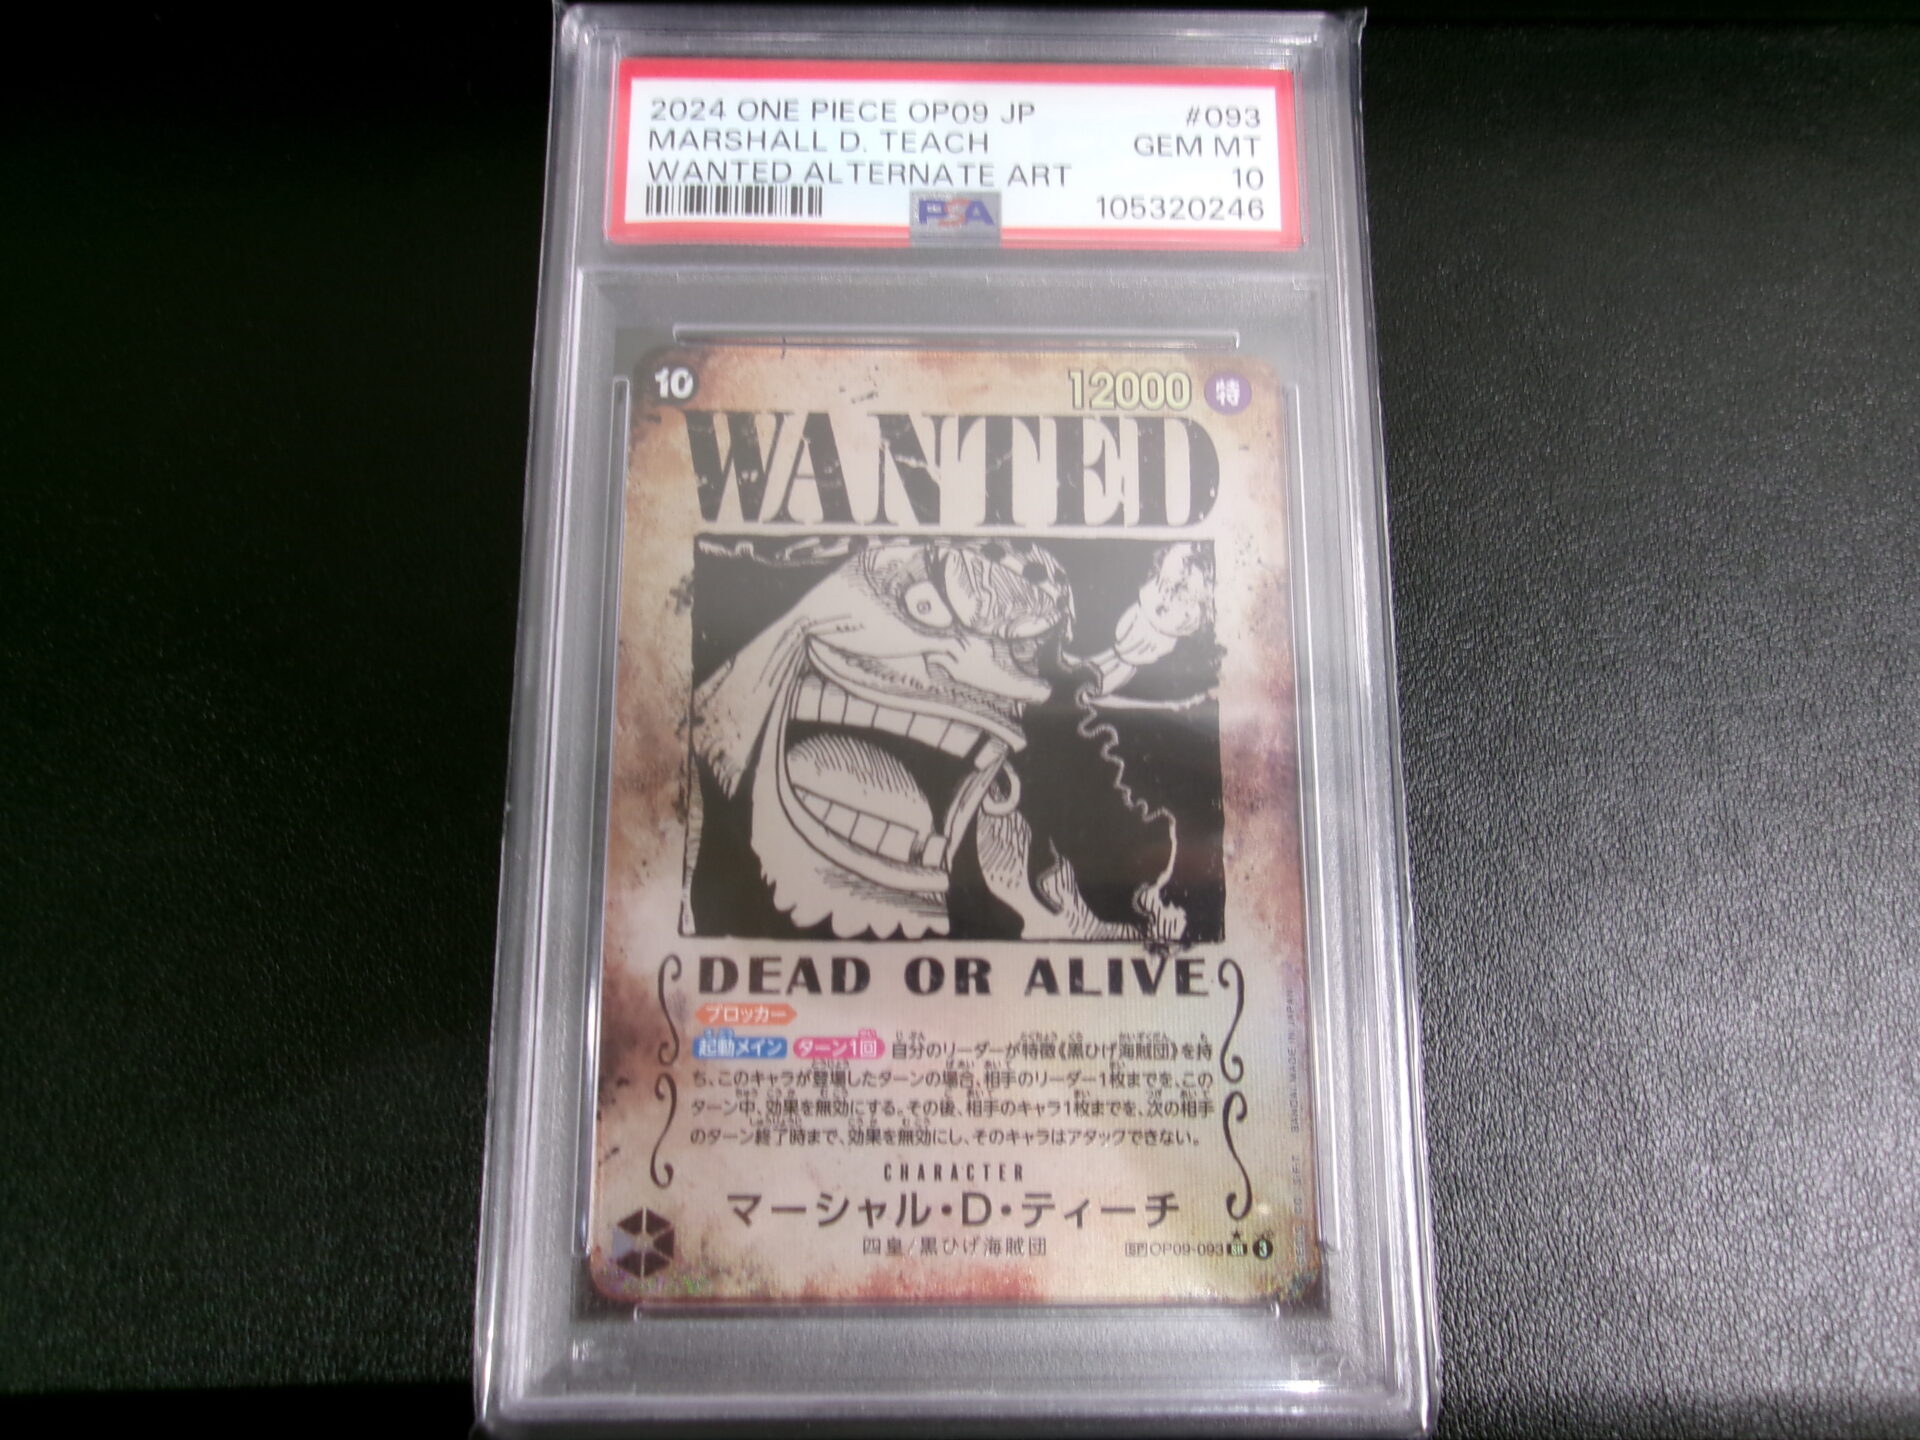 2024 ONE PIECE OP09 JP #093
MARSHALL D. TEACH GEM MT
WANTED ALTERNATE ART 10
PSA 105320246
10 12000 特
WANTED
DEAD OR ALIVE
ブロッカー
起動メイン ターン1回 自分のリーダーが特徴《黒ひげ海賊団》を持
ち、このキャラが登場したターンの場合、相手のリーダー1枚までを、この
ターン中、効果を無効にする。その後、相手のキャラ1枚までを、次の相手
のターン終了時まで、効果を無効にし、そのキャラはアタックできない。
CHARACTER
マーシャル・D・ティーチ
四皇/黒ひげ海賊団
SP OP09-093 SR 3
BANDAI MADE IN JAPAN